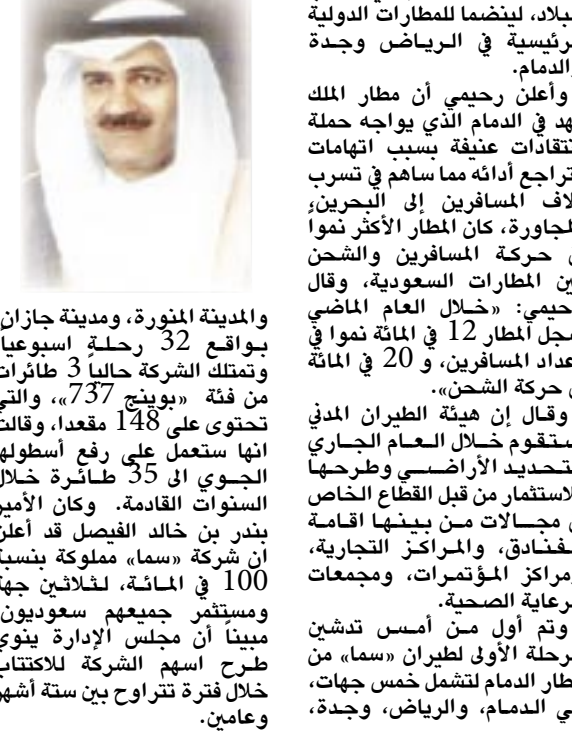 البلاد، لينضما للمطارات الدولية
الرئيسية في الرياض وجدة
والدمام.
وأعلن رحيمي أن مطار الملك
فهد في الدمام الذي يواجه حملة
انتقادات عنيفة بسبب اتهامات
بتراجع أدائه مما ساهم في تسرب
آلاف المسافرين إلى البحرين،
المجاورة، كان المطار الأكثر نموا
في حركة المسافرين والشحن
بين المطارات السعودية، وقال
رحيمي: «خلال العام الماضي
سجل المطار 12 في المائة نموا في
أعداد المسافرين، و 20 في المائة
في حركة الشحن».
وقال إن هيئة الطيران المدني
ستقوم خلال العام الجاري
بتحديد الأراضي وطرحها
للاستثمار من قبل القطاع الخاص
في مجالات من بينها اقامة
الفنادق، والمراكز التجارية،
ومراكز المؤتمرات، ومجمعات
الرعاية الصحية.
وتم أول من أمس تدشين
المرحلة الأولى لطيران «سما» من
مطار الدمام لتشمل خمس جهات،
هي الدمام، والرياض، وجدة،
والمدينة المنورة، ومدينة جازان،
بواقع 32 رحلة اسبوعيا
وتمتلك الشركة حاليا 3 طائرات
من فئة «بوينج 737»، والتي
تحتوي على 148 مقعدا، وقالت
انها ستعمل على رفع أسطولها
الجوي الى 35 طائرة خلال
السنوات القادمة. وكان الأمير
بندر بن خالد الفيصل قد أعلن
أن شركة «سما» مملوكة بنسبة
100 في المائة، لثلاثين جهة
ومستثمر جميعهم سعوديون،
مبينا أن مجلس الإدارة ينوي
طرح اسهم الشركة للاكتتاب
خلال فترة تتراوح بين ستة أشهر
وعامين.